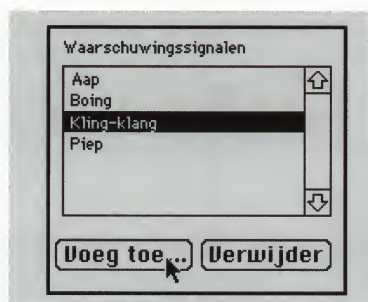 Waarschuwingssignalen
Aap
Boing
Kling-klang
Piep
Voeg toe...
Verwijder